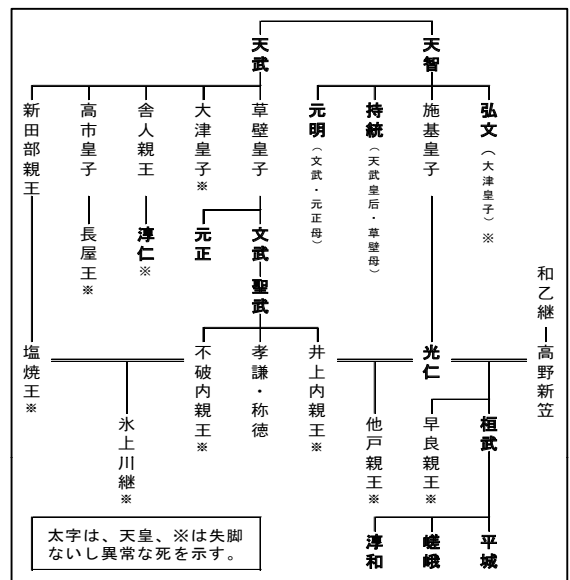 天智
天武
弘文（大津皇子）※
施基皇子
持統（天武皇后・草壁母）
元明（文武・元正母）
草壁皇子
大津皇子※
舎人親王
高市皇子
新田部親王
文武
元正
淳仁※
長屋王※
聖武
和乙継
高野新笠
光仁
井上内親王※
孝謙・称徳
不破内親王※
塩焼王※
桓武
早良親王※
他戸親王※
氷上川継※
平城
嵯峨
淳和
太字は、天皇、※は失脚
ないし異常な死を示す。